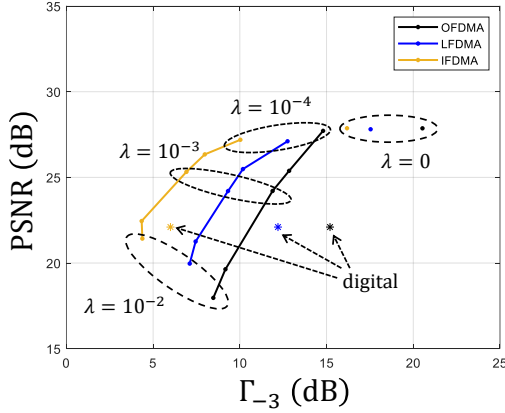 35
30
25
20
15
0
5
10
15
20
25
PSNR (dB)
Γ₋₃ (dB)
OFDMA
LFDMA
IFDMA
λ = 10⁻⁴
λ = 10⁻³
λ = 0
digital
λ = 10⁻²